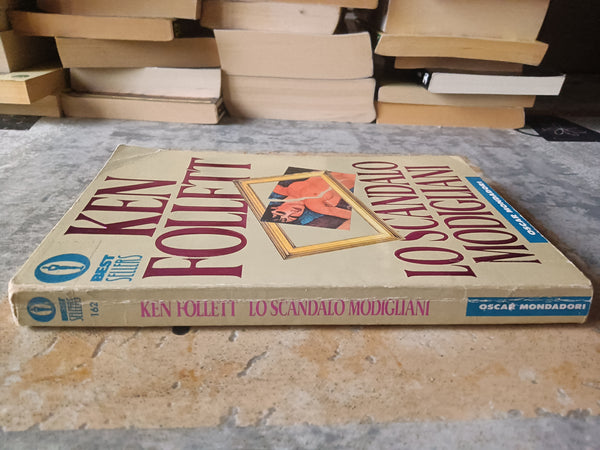 KEN
FOLLETT
LO SCANDALO
MODIGLIANI
BEST
SELLERS
OSCAR MONDADORI
BEST
SELLERS
162
KEN FOLLETT LO SCANDALO MODIGLIANI
OSCAR MONDADORI